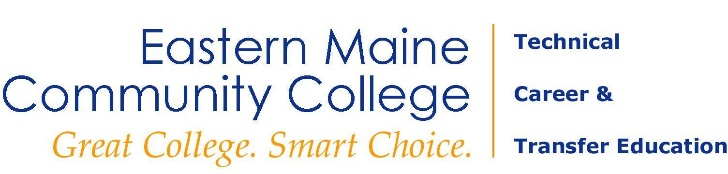 Eastern Maine
Community College
Great College. Smart Choice.
Technical
Career &
Transfer Education